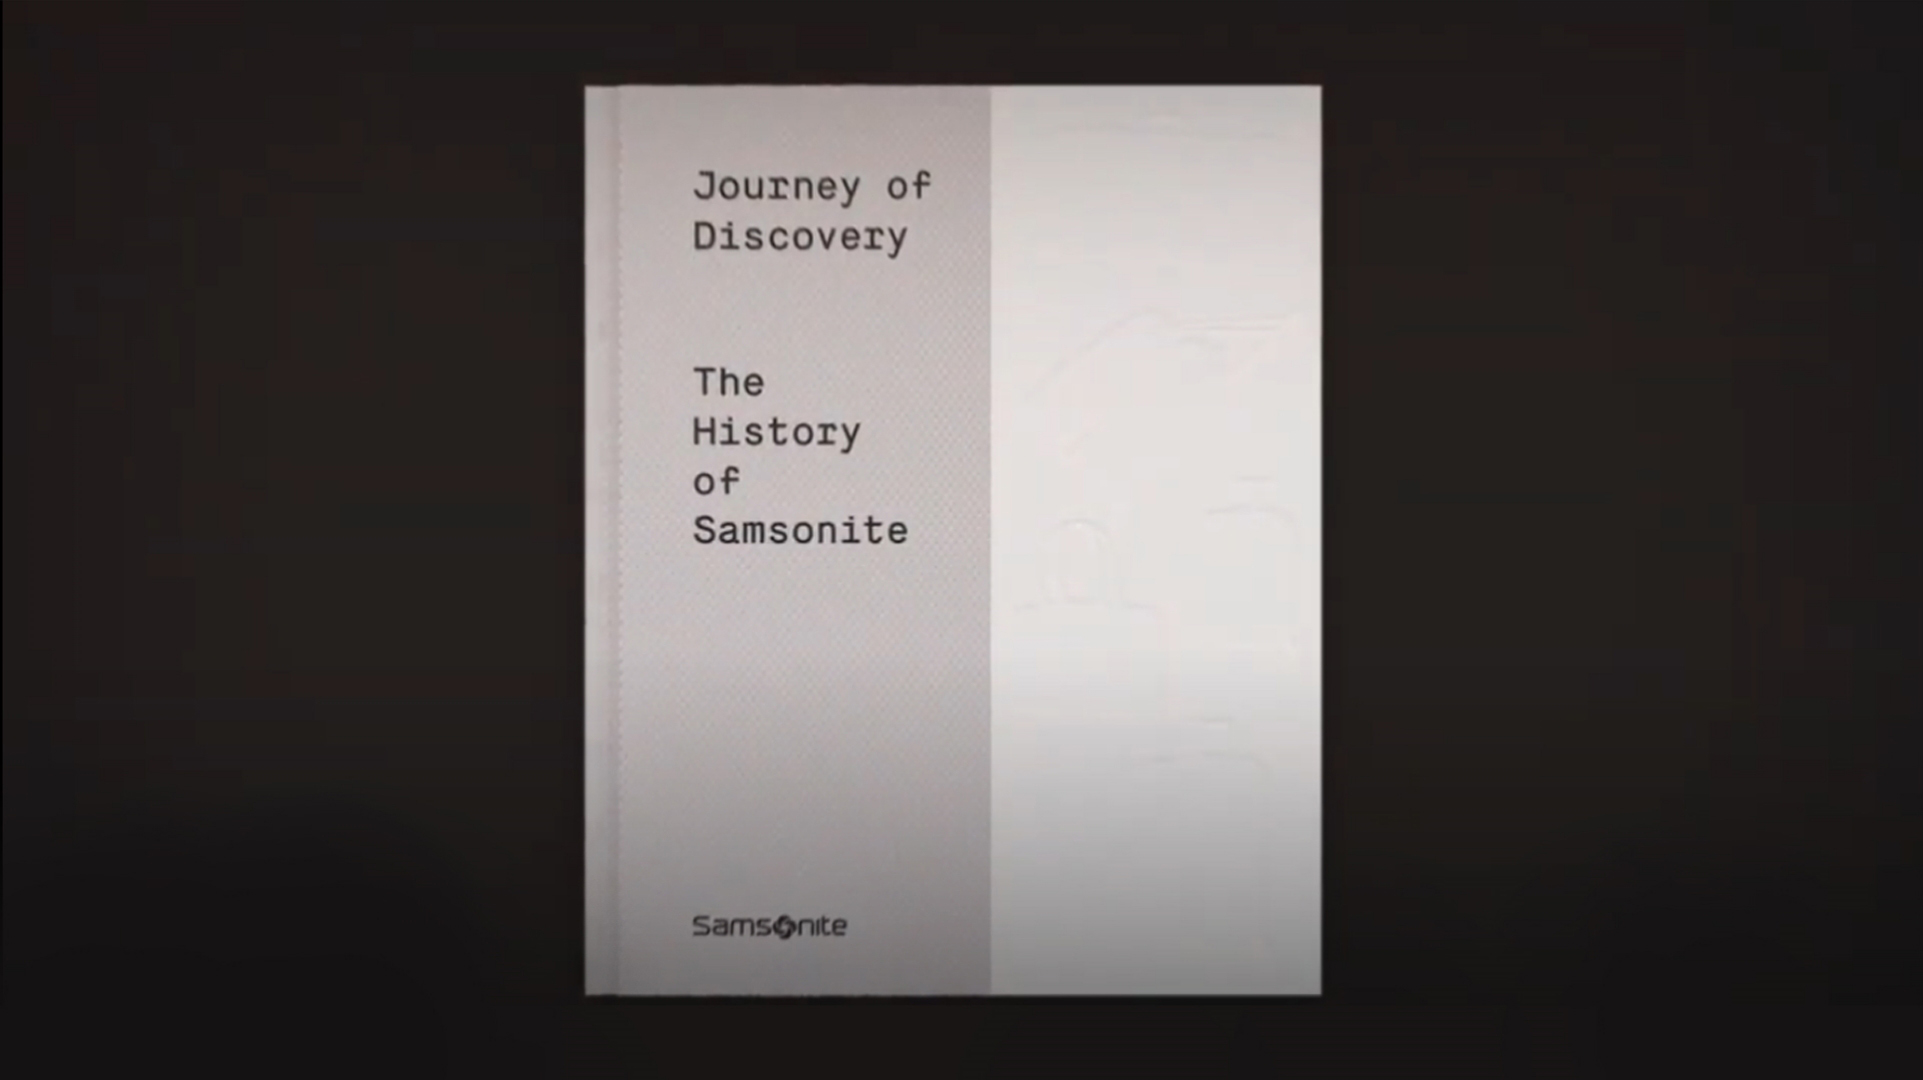 Journey of
Discovery
The
History
of
Samsonite
Samsonite